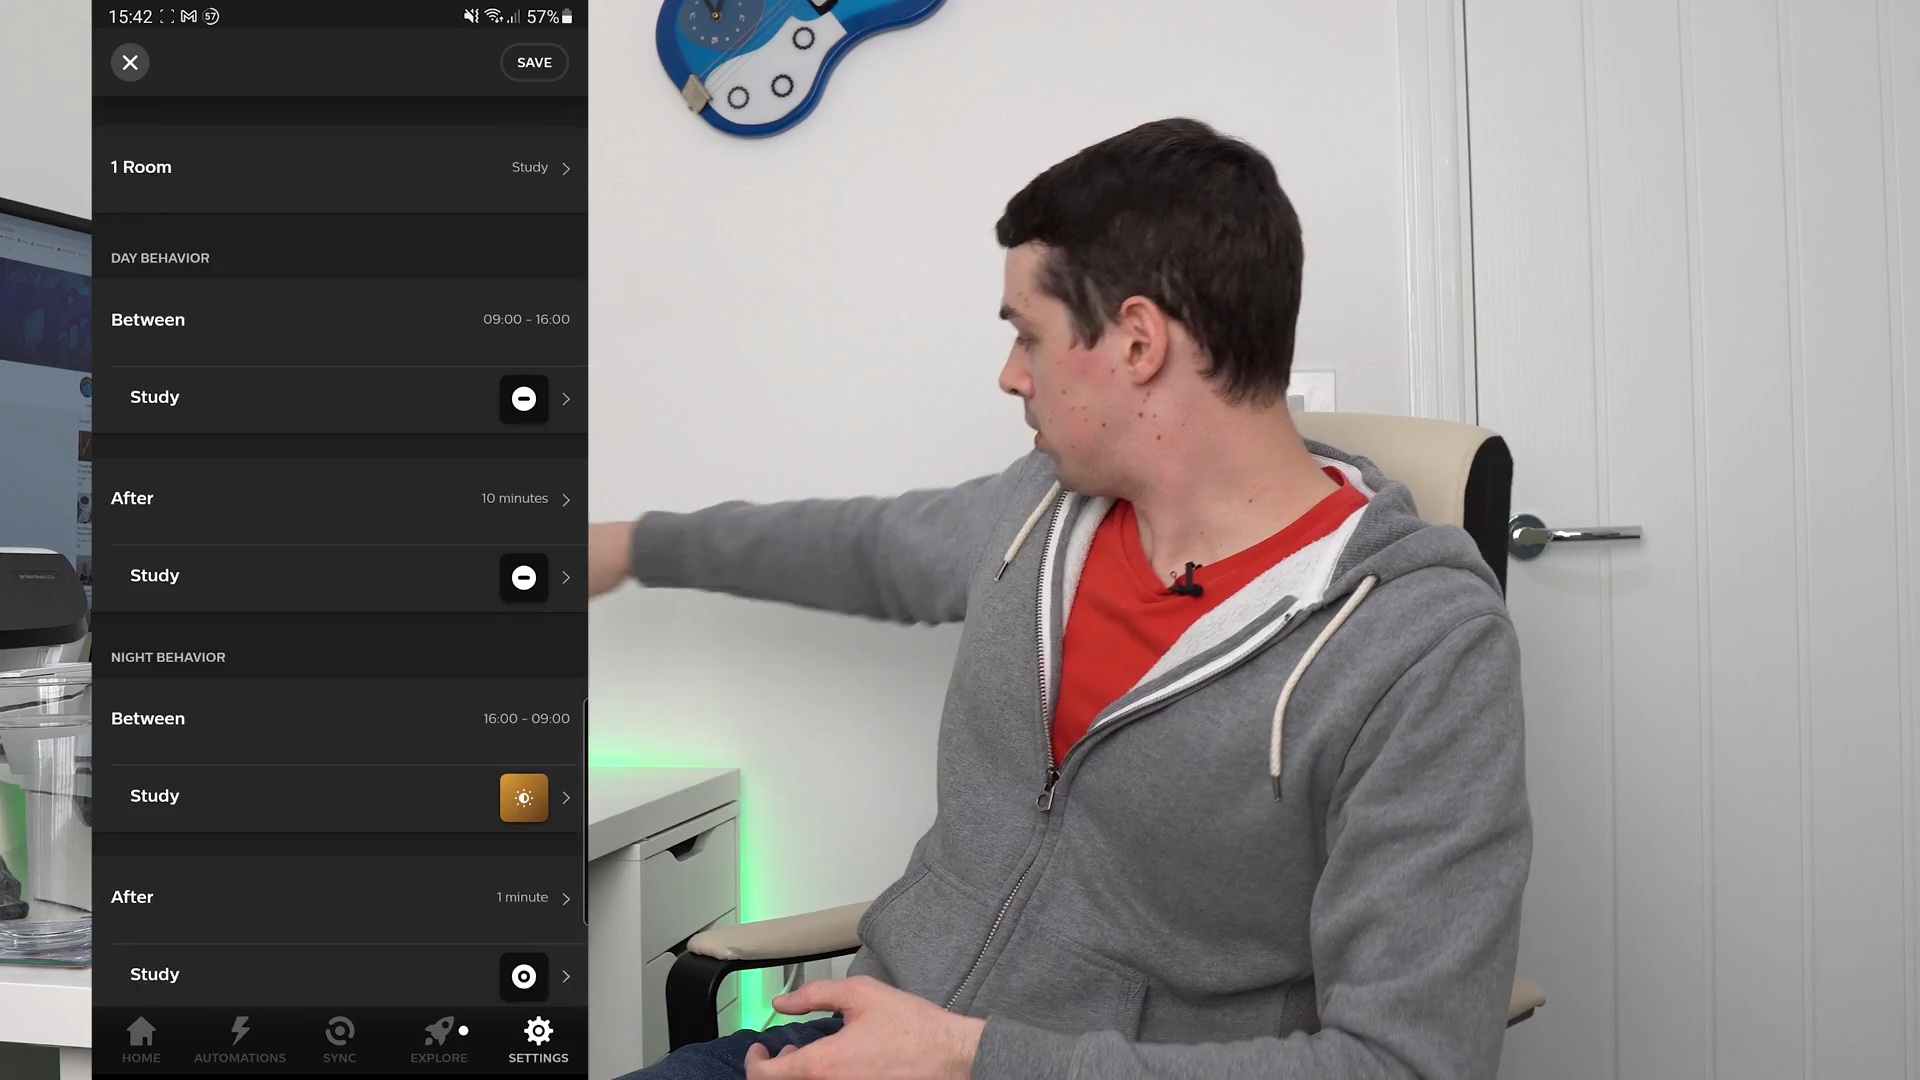 15:42 57 57%
SAVE
1 Room Study
DAY BEHAVIOR
Between 09:00 - 16:00
Study
After 10 minutes
Study
NIGHT BEHAVIOR
Between 16:00 - 09:00
Study
After 1 minute
Study
HOME AUTOMATIONS SYNC EXPLORE SETTINGS